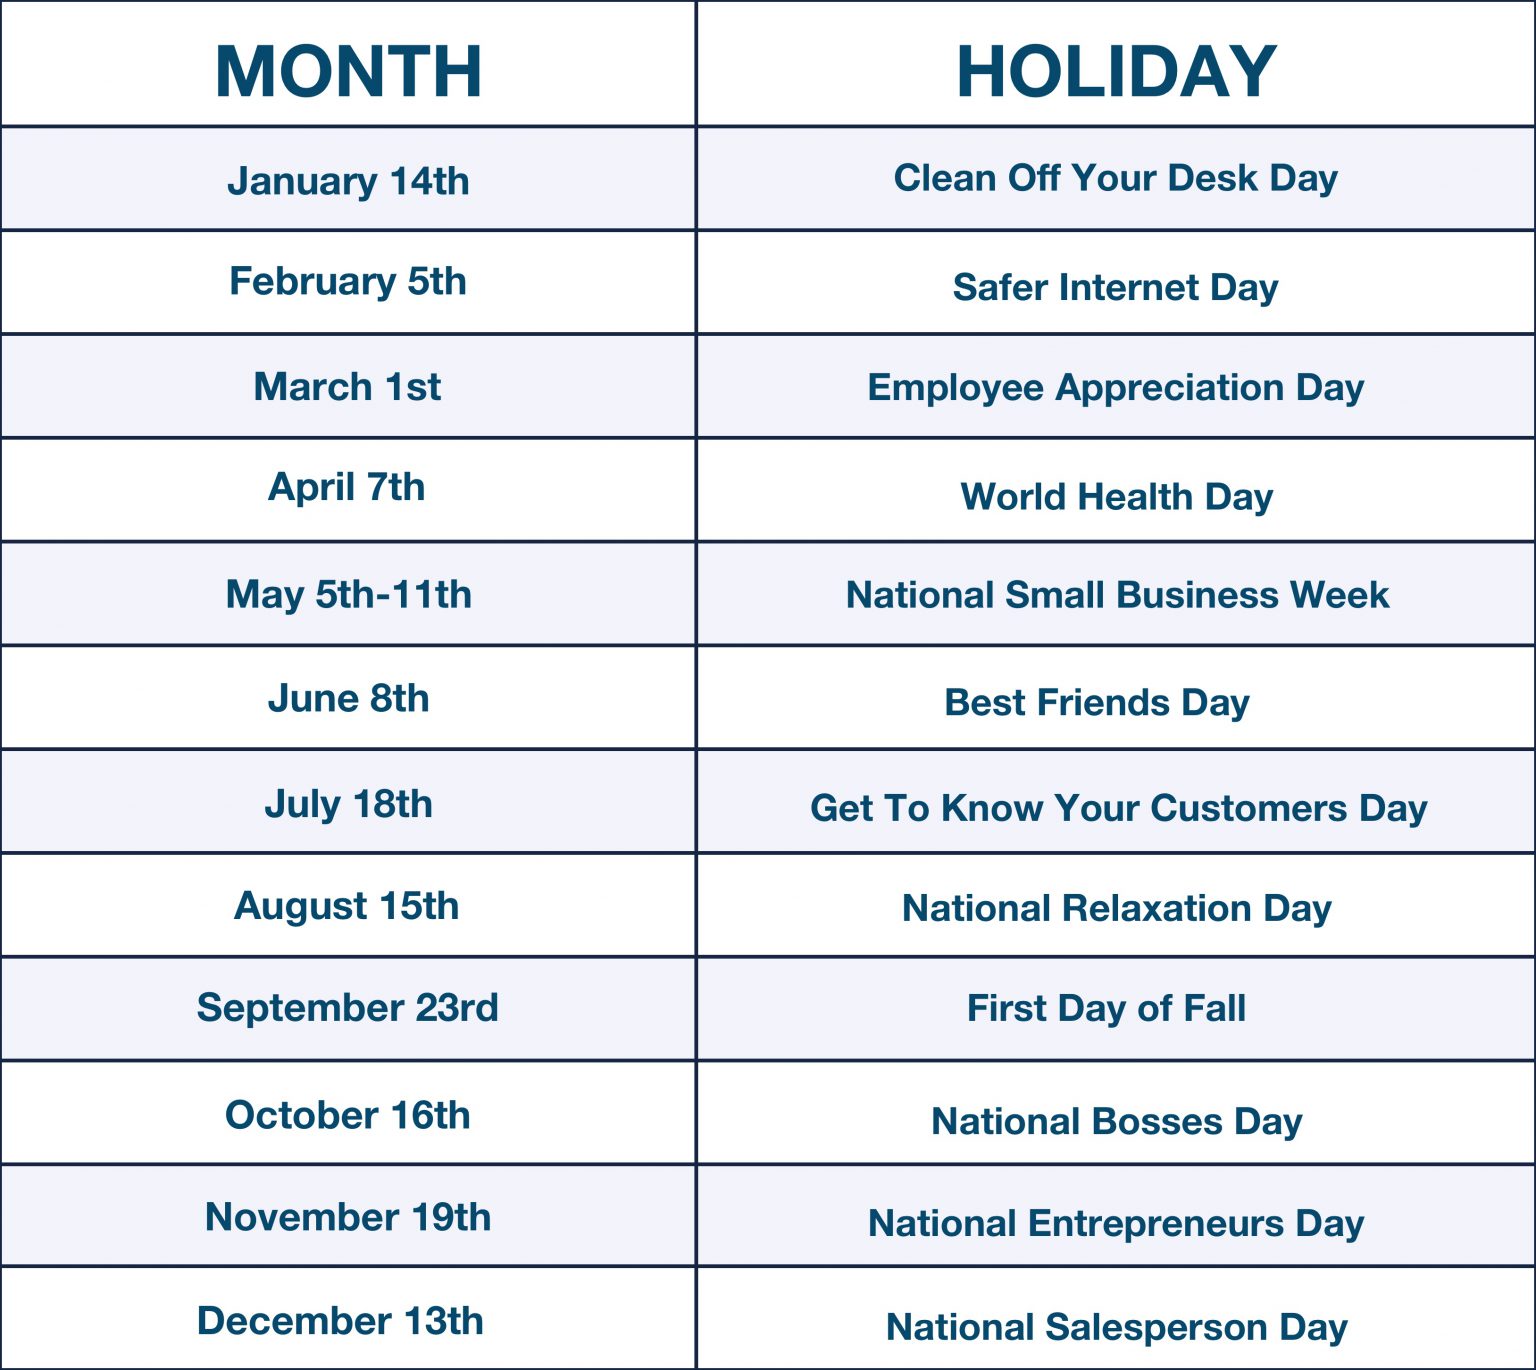 MONTH HOLIDAY
January 14th Clean Off Your Desk Day
February 5th Safer Internet Day
March 1st Employee Appreciation Day
April 7th World Health Day
May 5th-11th National Small Business Week
June 8th Best Friends Day
July 18th Get To Know Your Customers Day
August 15th National Relaxation Day
September 23rd First Day of Fall
October 16th National Bosses Day
November 19th National Entrepreneurs Day
December 13th National Salesperson Day